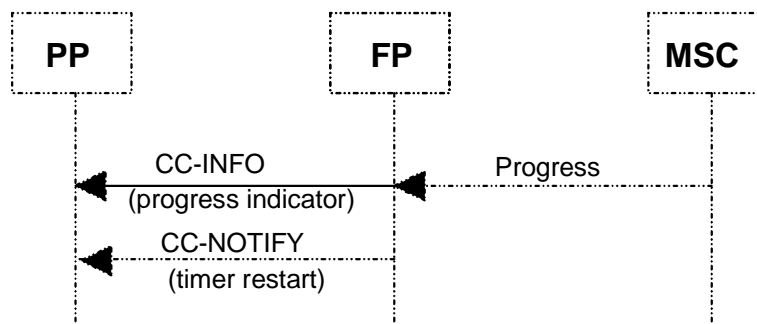 PP
FP
MSC
CC-INFO
Progress
(progress indicator)
CC-NOTIFY
(timer restart)